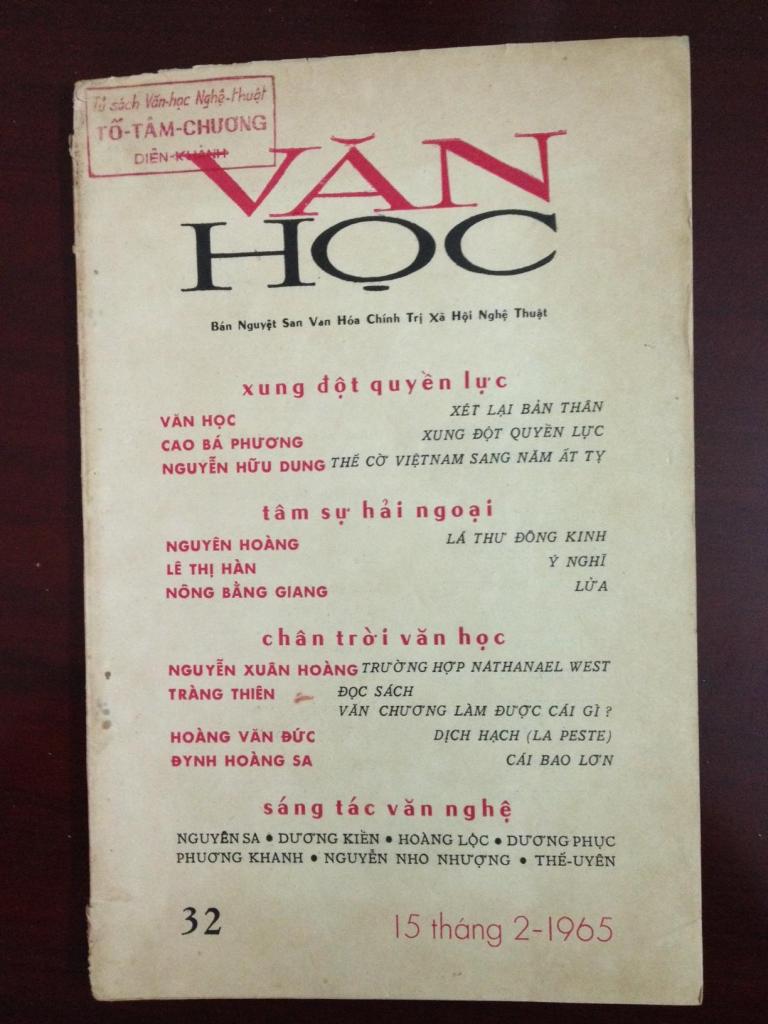 Tủ sách Văn-học Nghệ-thuật
TỐ-TÂM-CHƯƠNG
DIÊN-KHÁNH
VĂN
HỌC
Bán Nguyệt San Van Hóa Chính Trị Xã Hội Nghệ Thuật
xung đột quyền lực
VĂN HỌC XÉT LẠI BẢN THÂN
CAO BÁ PHƯƠNG XUNG ĐỘT QUYỀN LỰC
NGUYỄN HỮU DUNG THẾ CỜ VIỆTNAM SANG NĂM ẤT TỴ
tâm sự hải ngoại
NGUYÊN HOÀNG LÁ THƯ ĐÔNG KINH
LÊ THỊ HÀN Ý NGHĨ
NÔNG BẰNG GIANG LỬA
chân trời văn học
NGUYỄN XUÂN HOÀNG TRƯỜNG HỢP NATHANAEL WEST
TRÀNG THIÊN ĐỌC SÁCH
VĂN CHƯƠNG LÀM ĐƯỢC CÁI GÌ ?
HOÀNG VĂN ĐỨC DỊCH HẠCH (LA PESTE)
ĐYNH HOÀNG SA CÁI BAO LƠN
sáng tác văn nghệ
NGUYÊN SA • DƯƠNG KIỀN • HOÀNG LỘC • DƯƠNG PHỤC
PHƯƠNG KHANH • NGUYỄN NHO NHƯỢNG • THẾ-UYÊN
32 15 tháng 2-1965